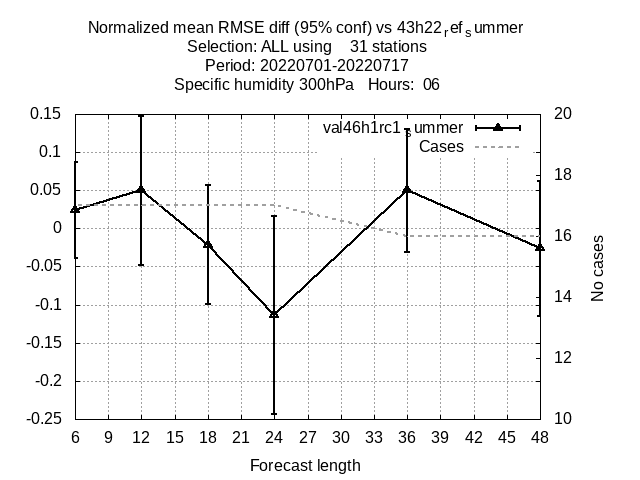 Normalized mean RMSE diff (95% conf) vs 43h22ref summer
Selection: ALL using 31 stations
Period: 20220701-20220717
Specific humidity 300hPa Hours: 06
val46h1rc1summer
Cases
0.15
0.1
0.05
0
-0.05
-0.1
-0.15
-0.2
-0.25
20
18
16
14
12
10
No cases
6 9 12 15 18 21 24 27 30 33 36 39 42 45 48
Forecast length